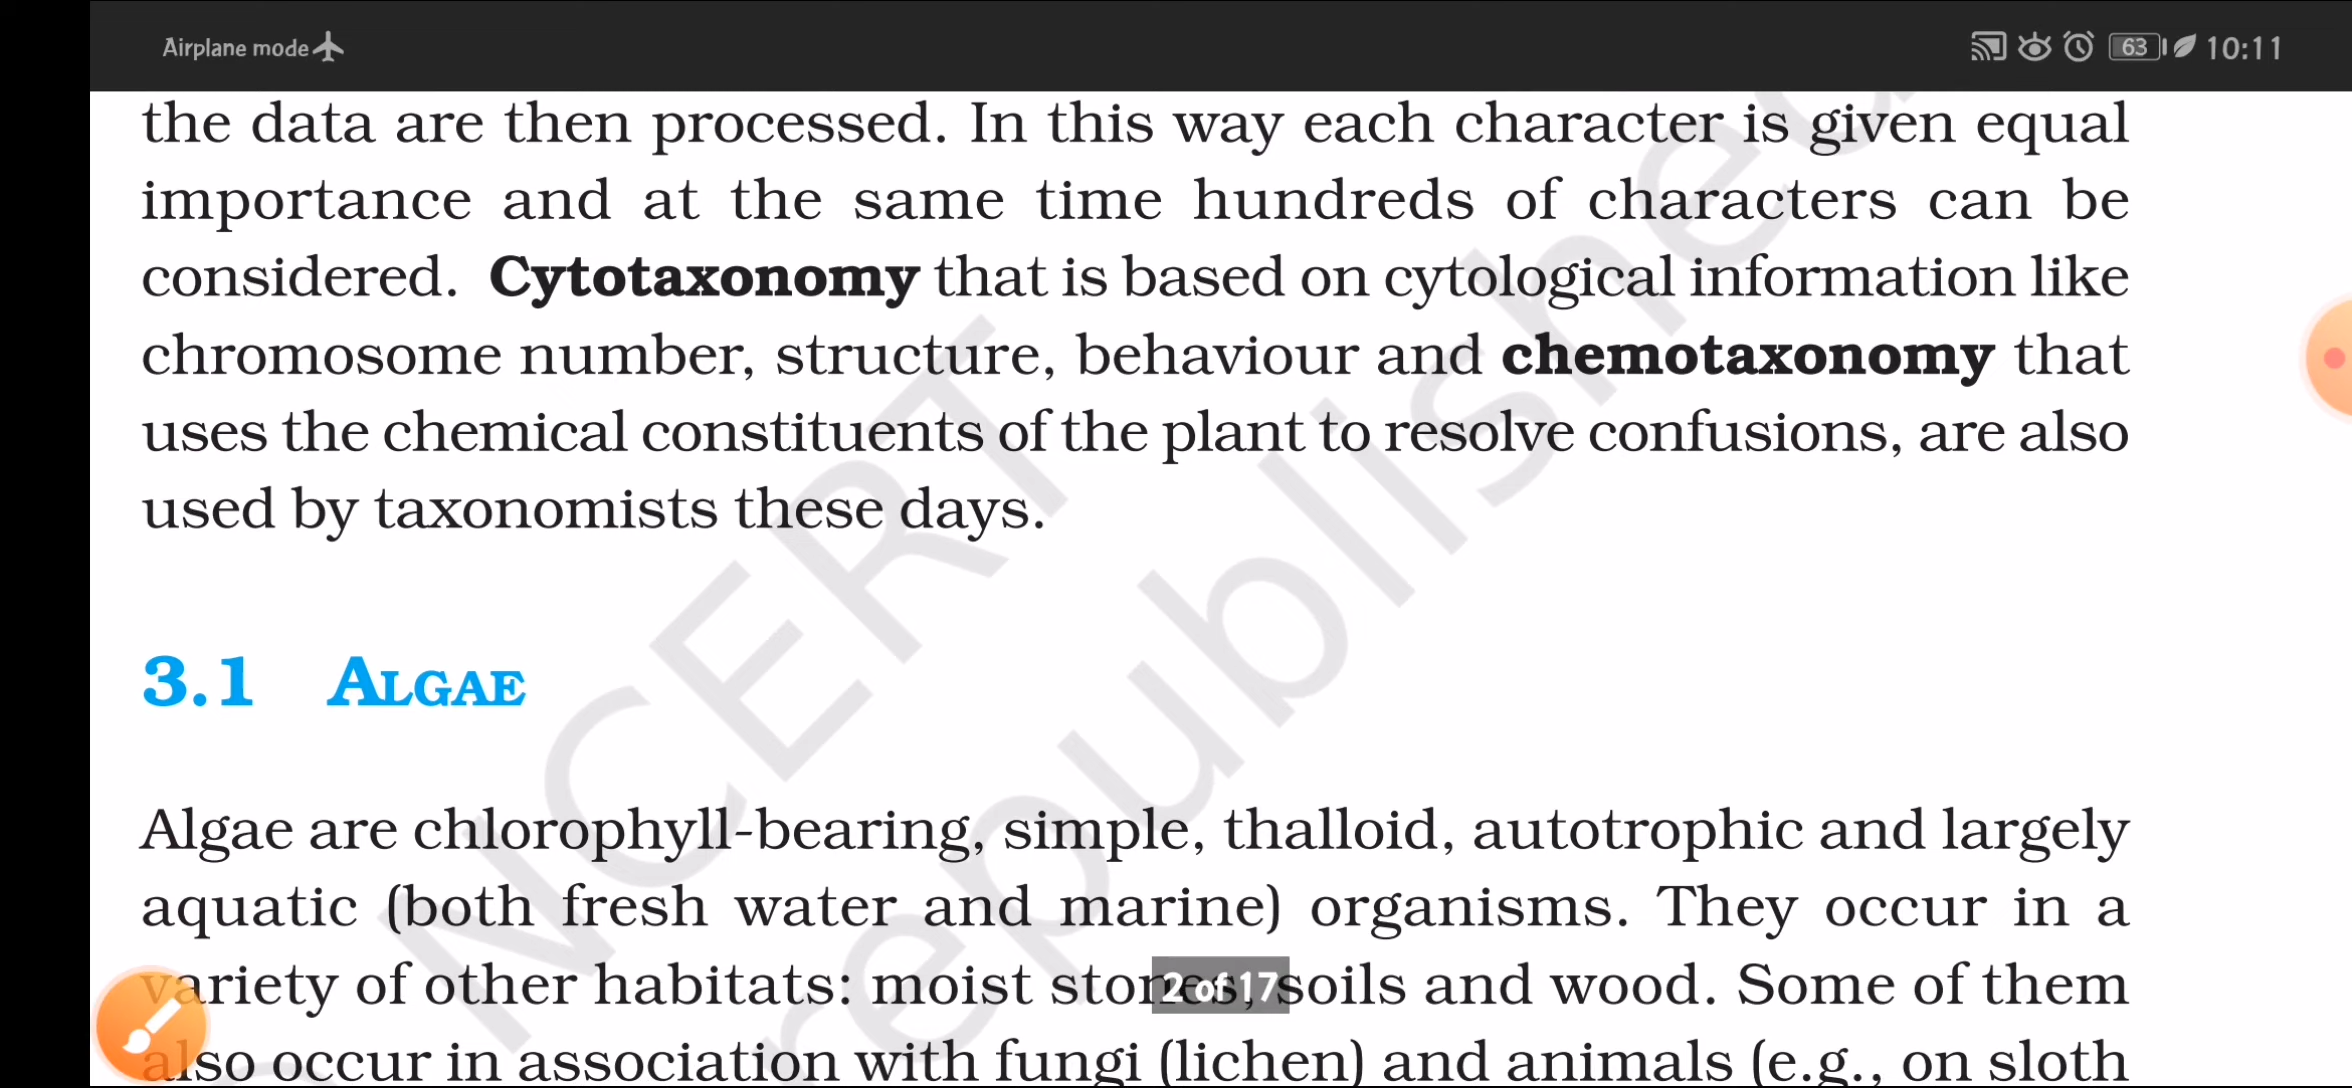 Airplane mode
63 10:11
the data are then processed. In this way each character is given equal
importance and at the same time hundreds of characters can be
considered. Cytotaxonomy that is based on cytological information like
chromosome number, structure, behaviour and chemotaxonomy that
uses the chemical constituents of the plant to resolve confusions, are also
used by taxonomists these days.
3.1 ALGAE
Algae are chlorophyll-bearing, simple, thalloid, autotrophic and largely
aquatic (both fresh water and marine) organisms. They occur in a
variety of other habitats: moist stones, soils and wood. Some of them
2 of 17
also occur in association with fungi (lichen) and animals (e.g., on sloth
NCERT
republished